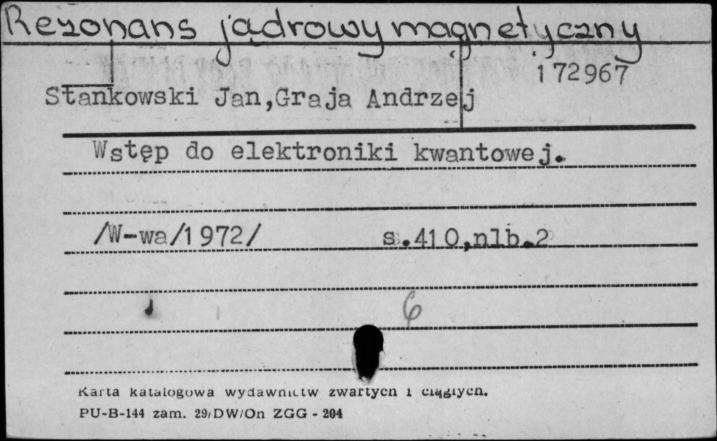 Rezonans jądrowy magnetyczny
172967
Stankowski Jan,Graja Andrzej
Wstęp do elektroniki kwantowej.
/W-wa/1972/ s.410,nlb.2
6
Karta katalogowa wydawnictw zwartych i ciągłych.
PU-B-144 zam. 29/DW/On ZGG - 204